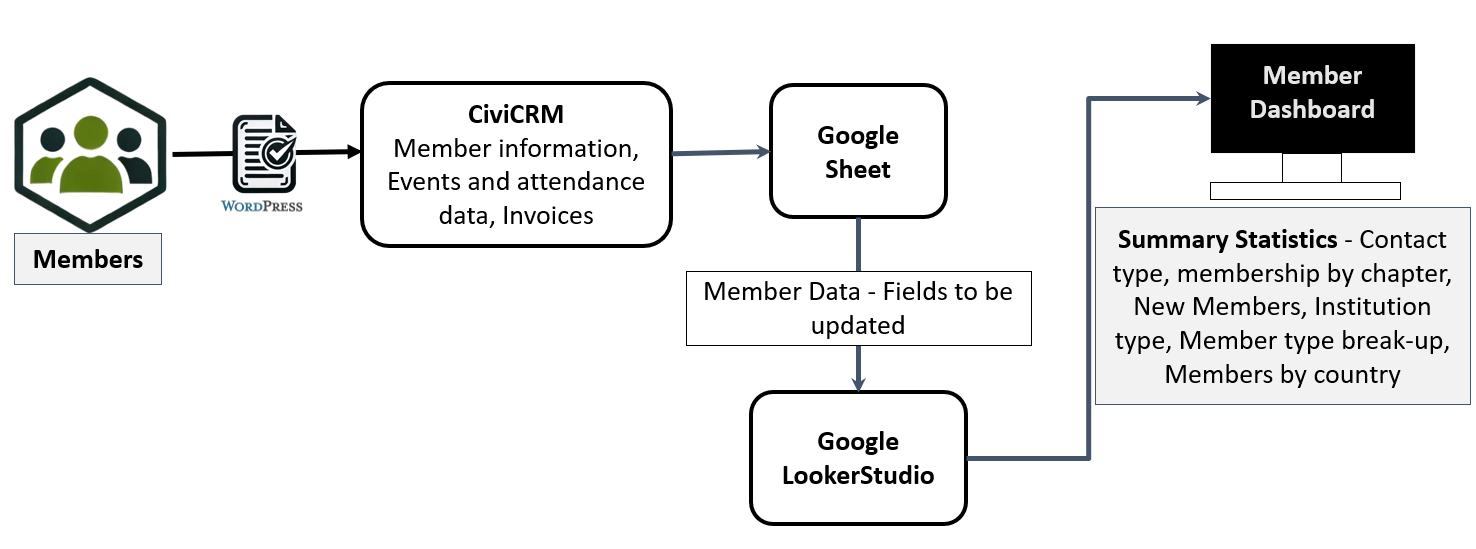 Members
WORDPRESS
CiviCRM
Member information,
Events and attendance
data, Invoices
Google
Sheet
Member Data - Fields to be
updated
Google
LookerStudio
Member
Dashboard
Summary Statistics - Contact
type, membership by chapter,
New Members, Institution
type, Member type break-up,
Members by country